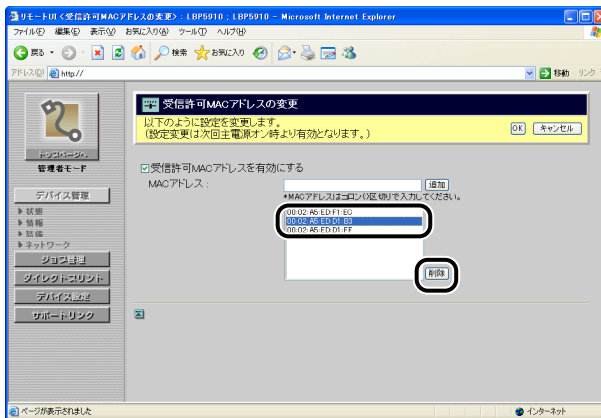 リモートUI <受信許可MACアドレスの変更> : LBP5910 ; LBP5910 - Microsoft Internet Explorer
ファイル(F) 編集(E) 表示(V) お気に入り(A) ツール(T) ヘルプ(H)
戻る 検索 お気に入り
アドレス(D) http:// 移動 リンク
受信許可MACアドレスの変更
以下のように設定を変更します。
(設定変更は次回主電源オン時より有効となります。)
OK キャンセル
トップページへ
管理者モード
受信許可MACアドレスを有効にする
MACアドレス :
追加
*MACアドレスはコロン(:)区切りで入力してください。
00:02:A5:ED:F1:EC
00:02:A5:ED:D1:B3
00:02:A5:ED:D1:FF
削除
デバイス管理
状態
情報
装備
ネットワーク
ジョブ管理
ダイレクトプリント
デバイス設定
サポートリンク
ページが表示されました
インターネット